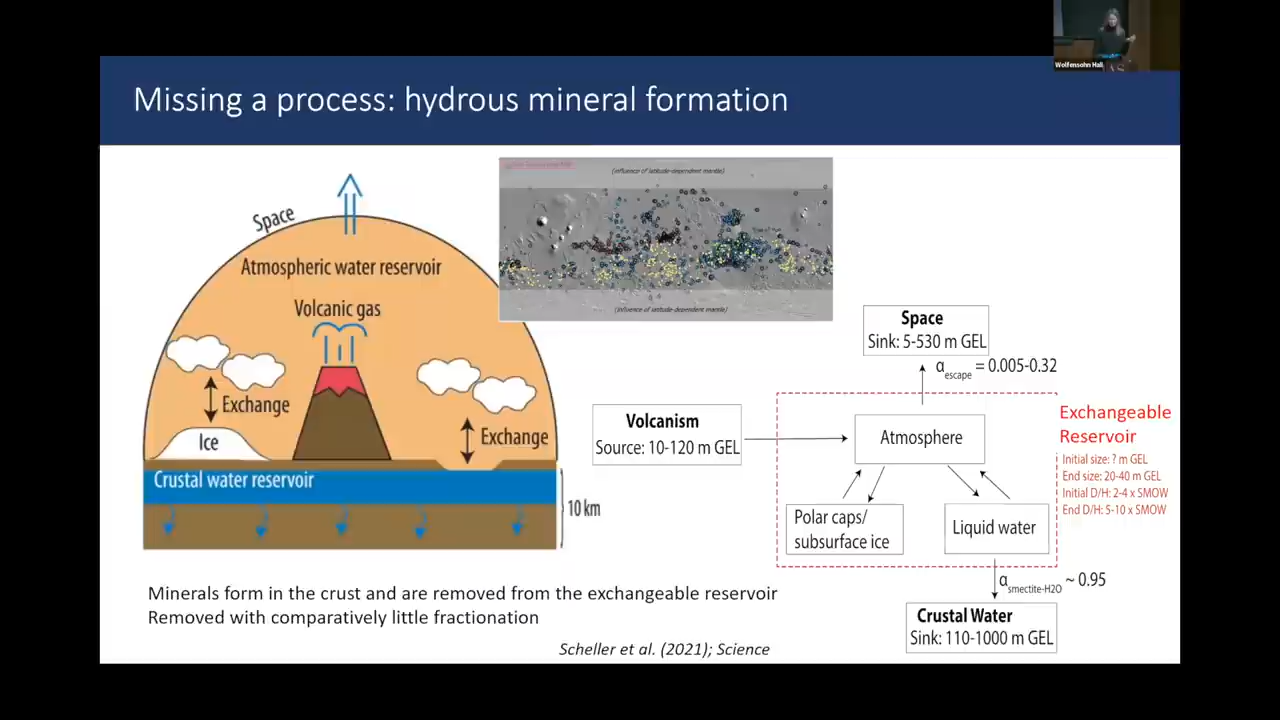 Wolfensohn Hall
Missing a process: hydrous mineral formation
Space
Atmospheric water reservoir
Volcanic gas
Exchange
Ice
Exchange
Crustal water reservoir
10 km
(influence of latitude-dependent mantle)
(influence of latitude-dependent mantle)
Space
Sink: 5-530 m GEL
αescape = 0.005-0.32
Volcanism
Source: 10-120 m GEL
Atmosphere
Polar caps/
subsurface ice
Liquid water
Exchangeable
Reservoir
Initial size: ? m GEL
End size: 20-40 m GEL
Initial D/H: 2-4 x SMOW
End D/H: 5-10 x SMOW
αsmectite-H2O ~ 0.95
Crustal Water
Sink: 110-1000 m GEL
Minerals form in the crust and are removed from the exchangeable reservoir
Removed with comparatively little fractionation
Scheller et al. (2021); Science